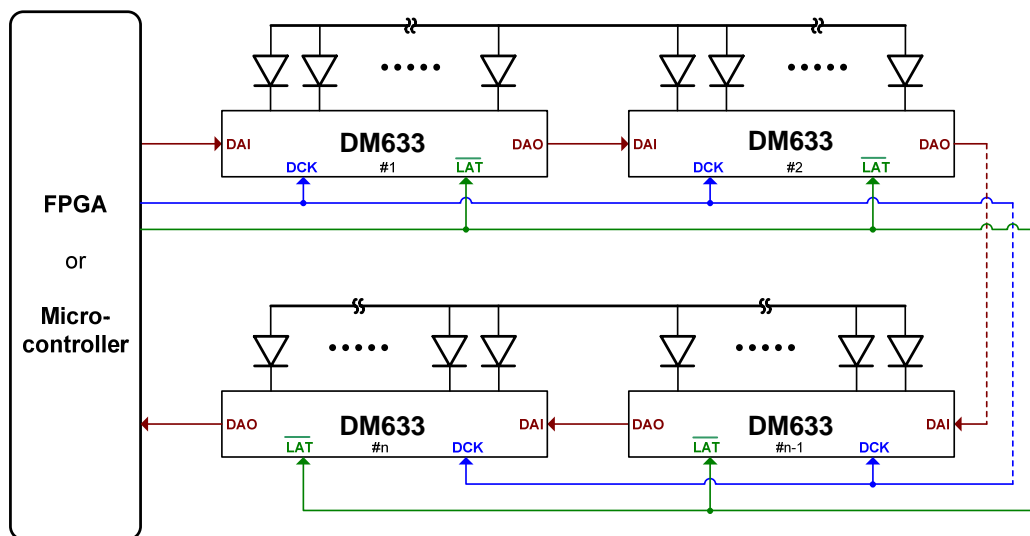 FPGA
or
Micro-
controller
DAI
DM633
DAO
DCK
#1
LAT
DAI
DM633
DAO
DCK
#2
LAT
DAO
DM633
DAI
LAT
#n
DCK
DAO
DM633
DAI
LAT
#n-1
DCK